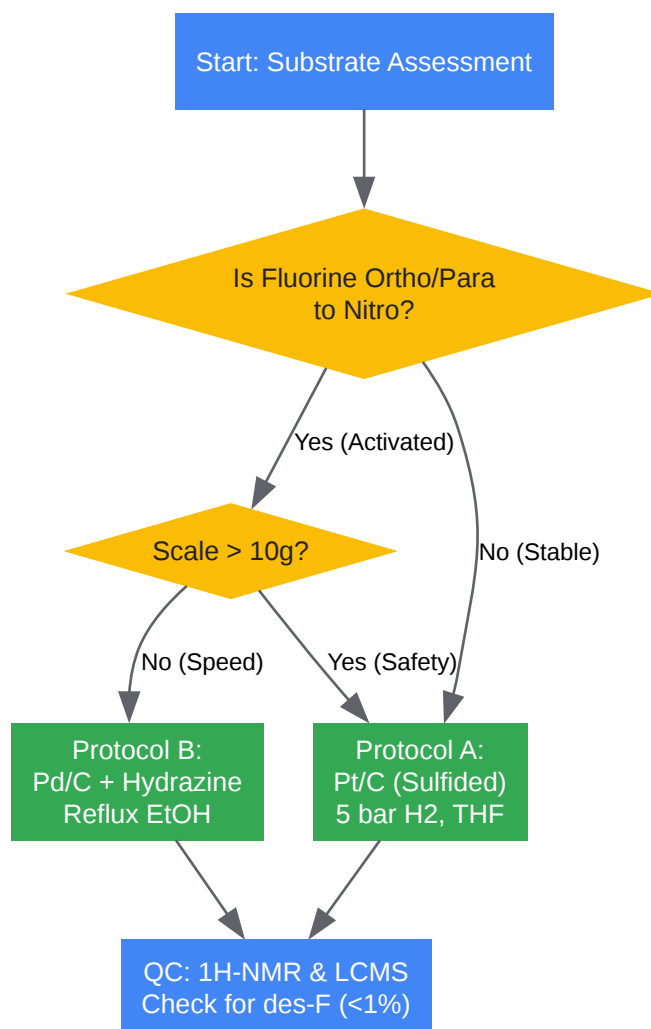 Start: Substrate Assessment
Is Fluorine Ortho/Para
to Nitro?
Yes (Activated)
Scale > 10g?
No (Stable)
No (Speed)
Yes (Safety)
Protocol B:
Pd/C + Hydrazine
Reflux EtOH
Protocol A:
Pt/C (Sulfided)
5 bar H2, THF
QC: 1H-NMR & LCMS
Check for des-F (<1%)